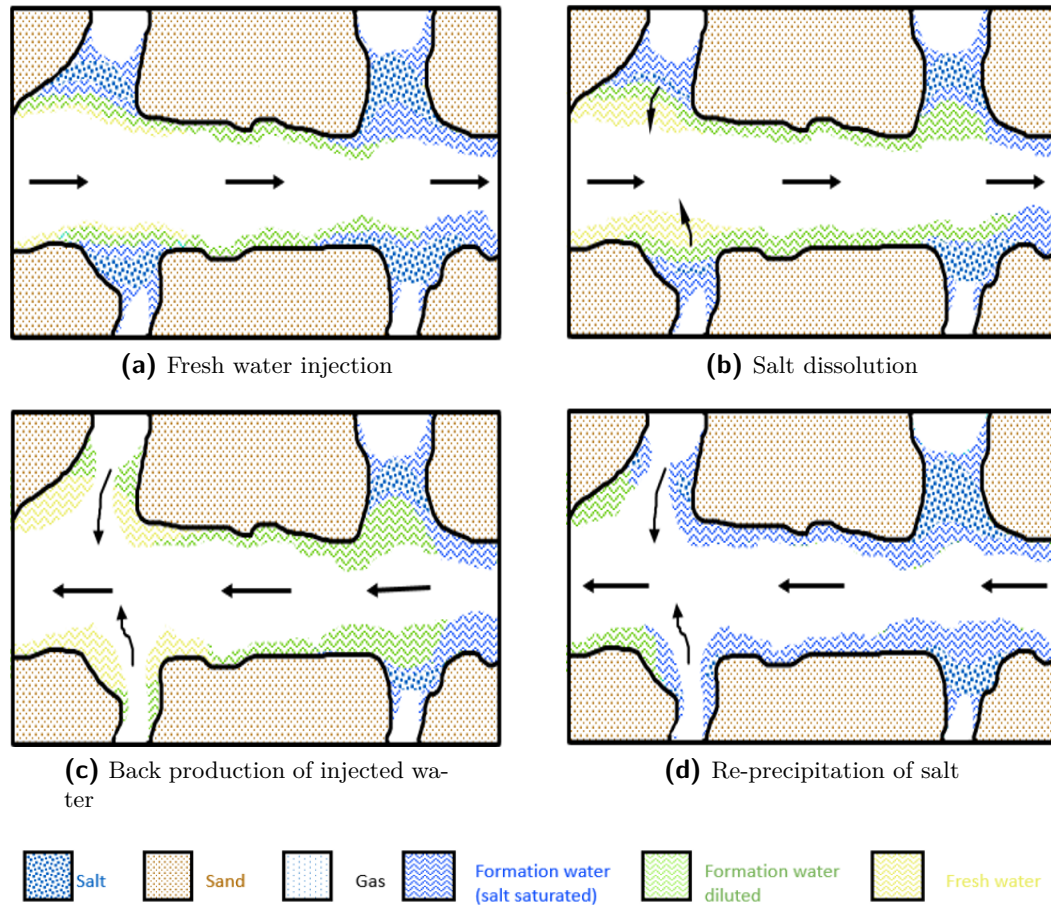 (a) Fresh water injection
(b) Salt dissolution
(c) Back production of injected wa-
ter
(d) Re-precipitation of salt
Salt
Sand
Gas
Formation water
(salt saturated)
Formation water
diluted
Fresh water